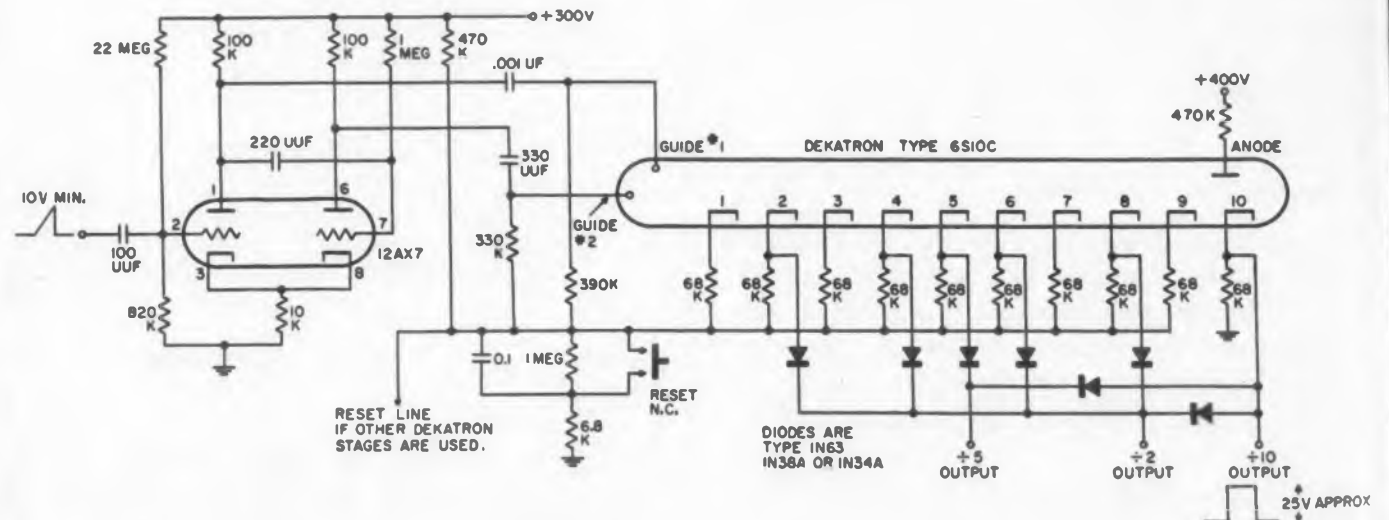 +300V
22 MEG
100 K
100 K
1 MEG
470 K
.001 UF
+400V
470K
220 UUF
330 UUF
GUIDE #1
DEKATRON TYPE 6S10C
ANODE
10V MIN.
1
6
2
7
3
8
12AX7
100 UUF
GUIDE #2
1
2
3
4
5
6
7
8
9
10
820 K
10 K
330 K
390K
68 K
68 K
68 K
68 K
68 K
68 K
68 K
68 K
68 K
68 K
0.1
1 MEG
RESET N.C.
6.8 K
RESET LINE
IF OTHER DEKATRON
STAGES ARE USED.
DIODES ARE
TYPE IN63
IN38A OR IN34A
÷5
OUTPUT
÷2
OUTPUT
÷10
OUTPUT
25V APPROX